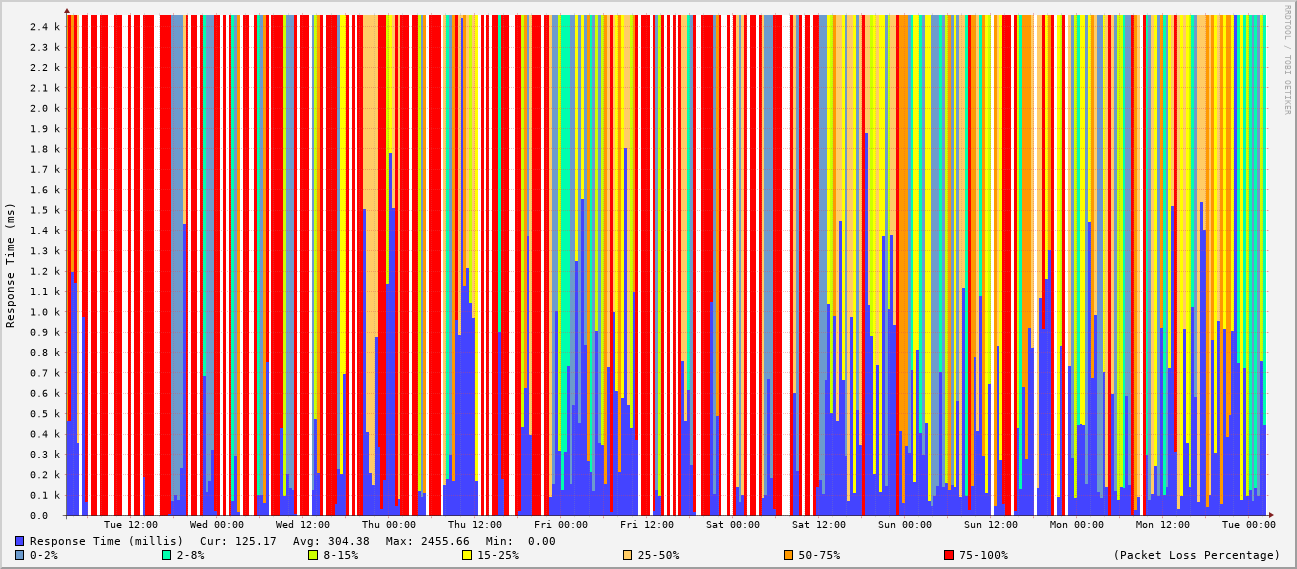 RRDTOOL / TOBI OETIKER
Response Time (ms)
2.4 k
2.3 k
2.2 k
2.1 k
2.0 k
1.9 k
1.8 k
1.7 k
1.6 k
1.5 k
1.4 k
1.3 k
1.2 k
1.1 k
1.0 k
0.9 k
0.8 k
0.7 k
0.6 k
0.5 k
0.4 k
0.3 k
0.2 k
0.1 k
0.0
Tue 12:00 Wed 00:00 Wed 12:00 Thu 00:00 Thu 12:00 Fri 00:00 Fri 12:00 Sat 00:00 Sat 12:00 Sun 00:00 Sun 12:00 Mon 00:00 Mon 12:00 Tue 00:00
Response Time (millis) Cur: 125.17 Avg: 304.38 Max: 2455.66 Min: 0.00
0-2% 2-8% 8-15% 15-25% 25-50% 50-75% 75-100% (Packet Loss Percentage)